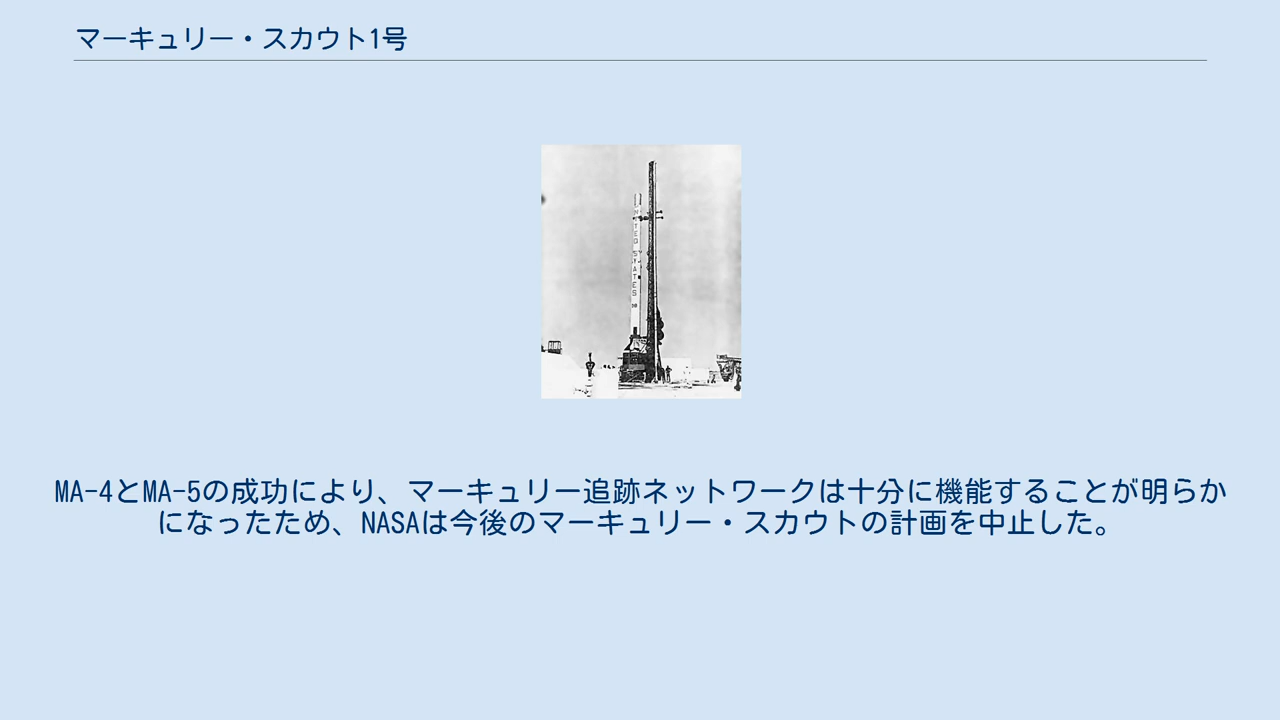 マーキュリー・スカウト1号
UNITED STATES
MA-4とMA-5の成功により、マーキュリー追跡ネットワークは十分に機能することが明らか
になったため、NASAは今後のマーキュリー・スカウトの計画を中止した。